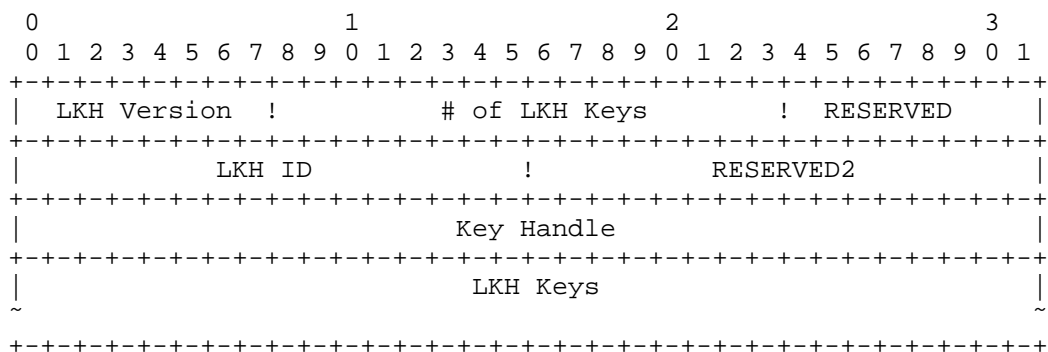 0                   1                   2                   3
 0 1 2 3 4 5 6 7 8 9 0 1 2 3 4 5 6 7 8 9 0 1 2 3 4 5 6 7 8 9 0 1
+-+-+-+-+-+-+-+-+-+-+-+-+-+-+-+-+-+-+-+-+-+-+-+-+-+-+-+-+-+-+-+-+
|  LKH Version  !          # of LKH Keys        !  RESERVED     |
+-+-+-+-+-+-+-+-+-+-+-+-+-+-+-+-+-+-+-+-+-+-+-+-+-+-+-+-+-+-+-+-+
|            LKH ID             !           RESERVED2           |
+-+-+-+-+-+-+-+-+-+-+-+-+-+-+-+-+-+-+-+-+-+-+-+-+-+-+-+-+-+-+-+-+
|                           Key Handle                          |
+-+-+-+-+-+-+-+-+-+-+-+-+-+-+-+-+-+-+-+-+-+-+-+-+-+-+-+-+-+-+-+-+
|                            LKH Keys                           |
~                                                               ~
+-+-+-+-+-+-+-+-+-+-+-+-+-+-+-+-+-+-+-+-+-+-+-+-+-+-+-+-+-+-+-+-+